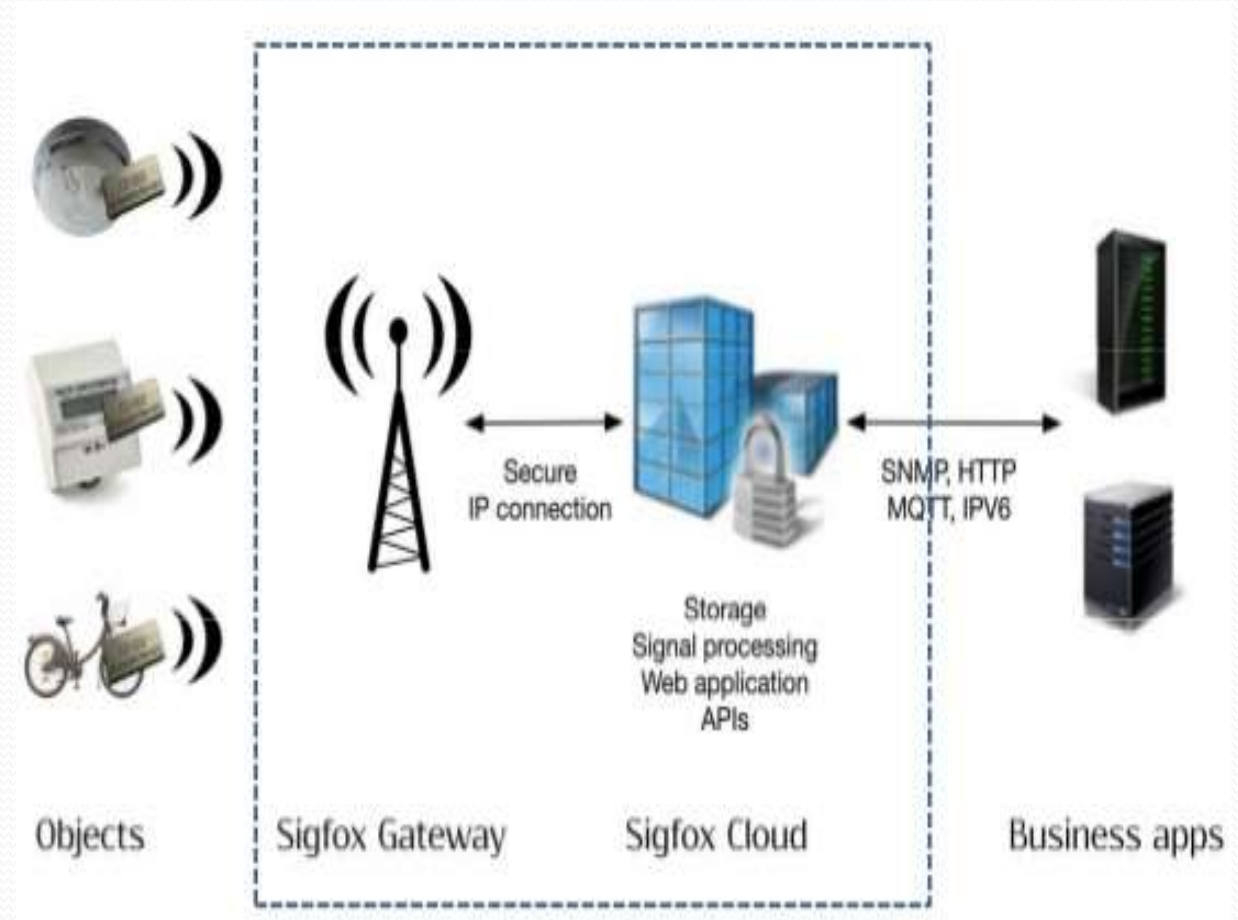 Secure
IP connection
SNMP, HTTP
MQTT, IPV6
Storage
Signal processing
Web application
APIs
Objects
Sigfox Gateway
Sigfox Cloud
Business apps